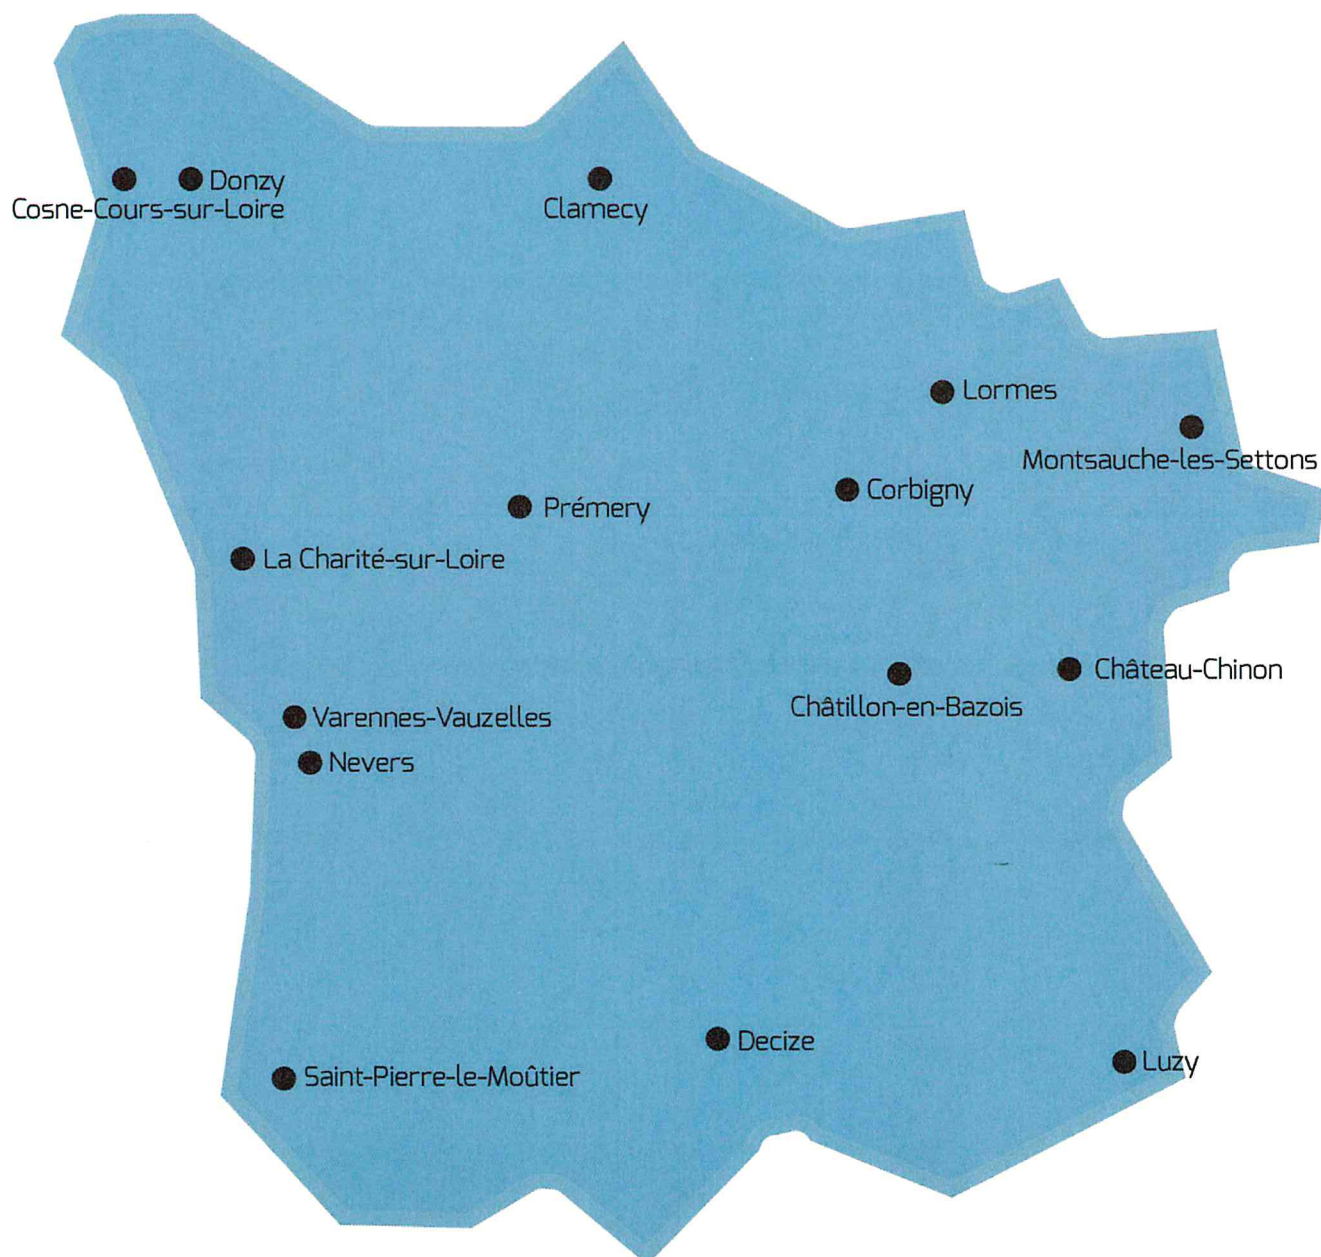 Donzy
Cosne-Cours-sur-Loire
Clamecy
Lormes
Montsauche-les-Settons
Corbigny
Prémery
La Charité-sur-Loire
Château-Chinon
Châtillon-en-Bazois
Varennes-Vauzelles
Nevers
Decize
Luzy
Saint-Pierre-le-Moûtier